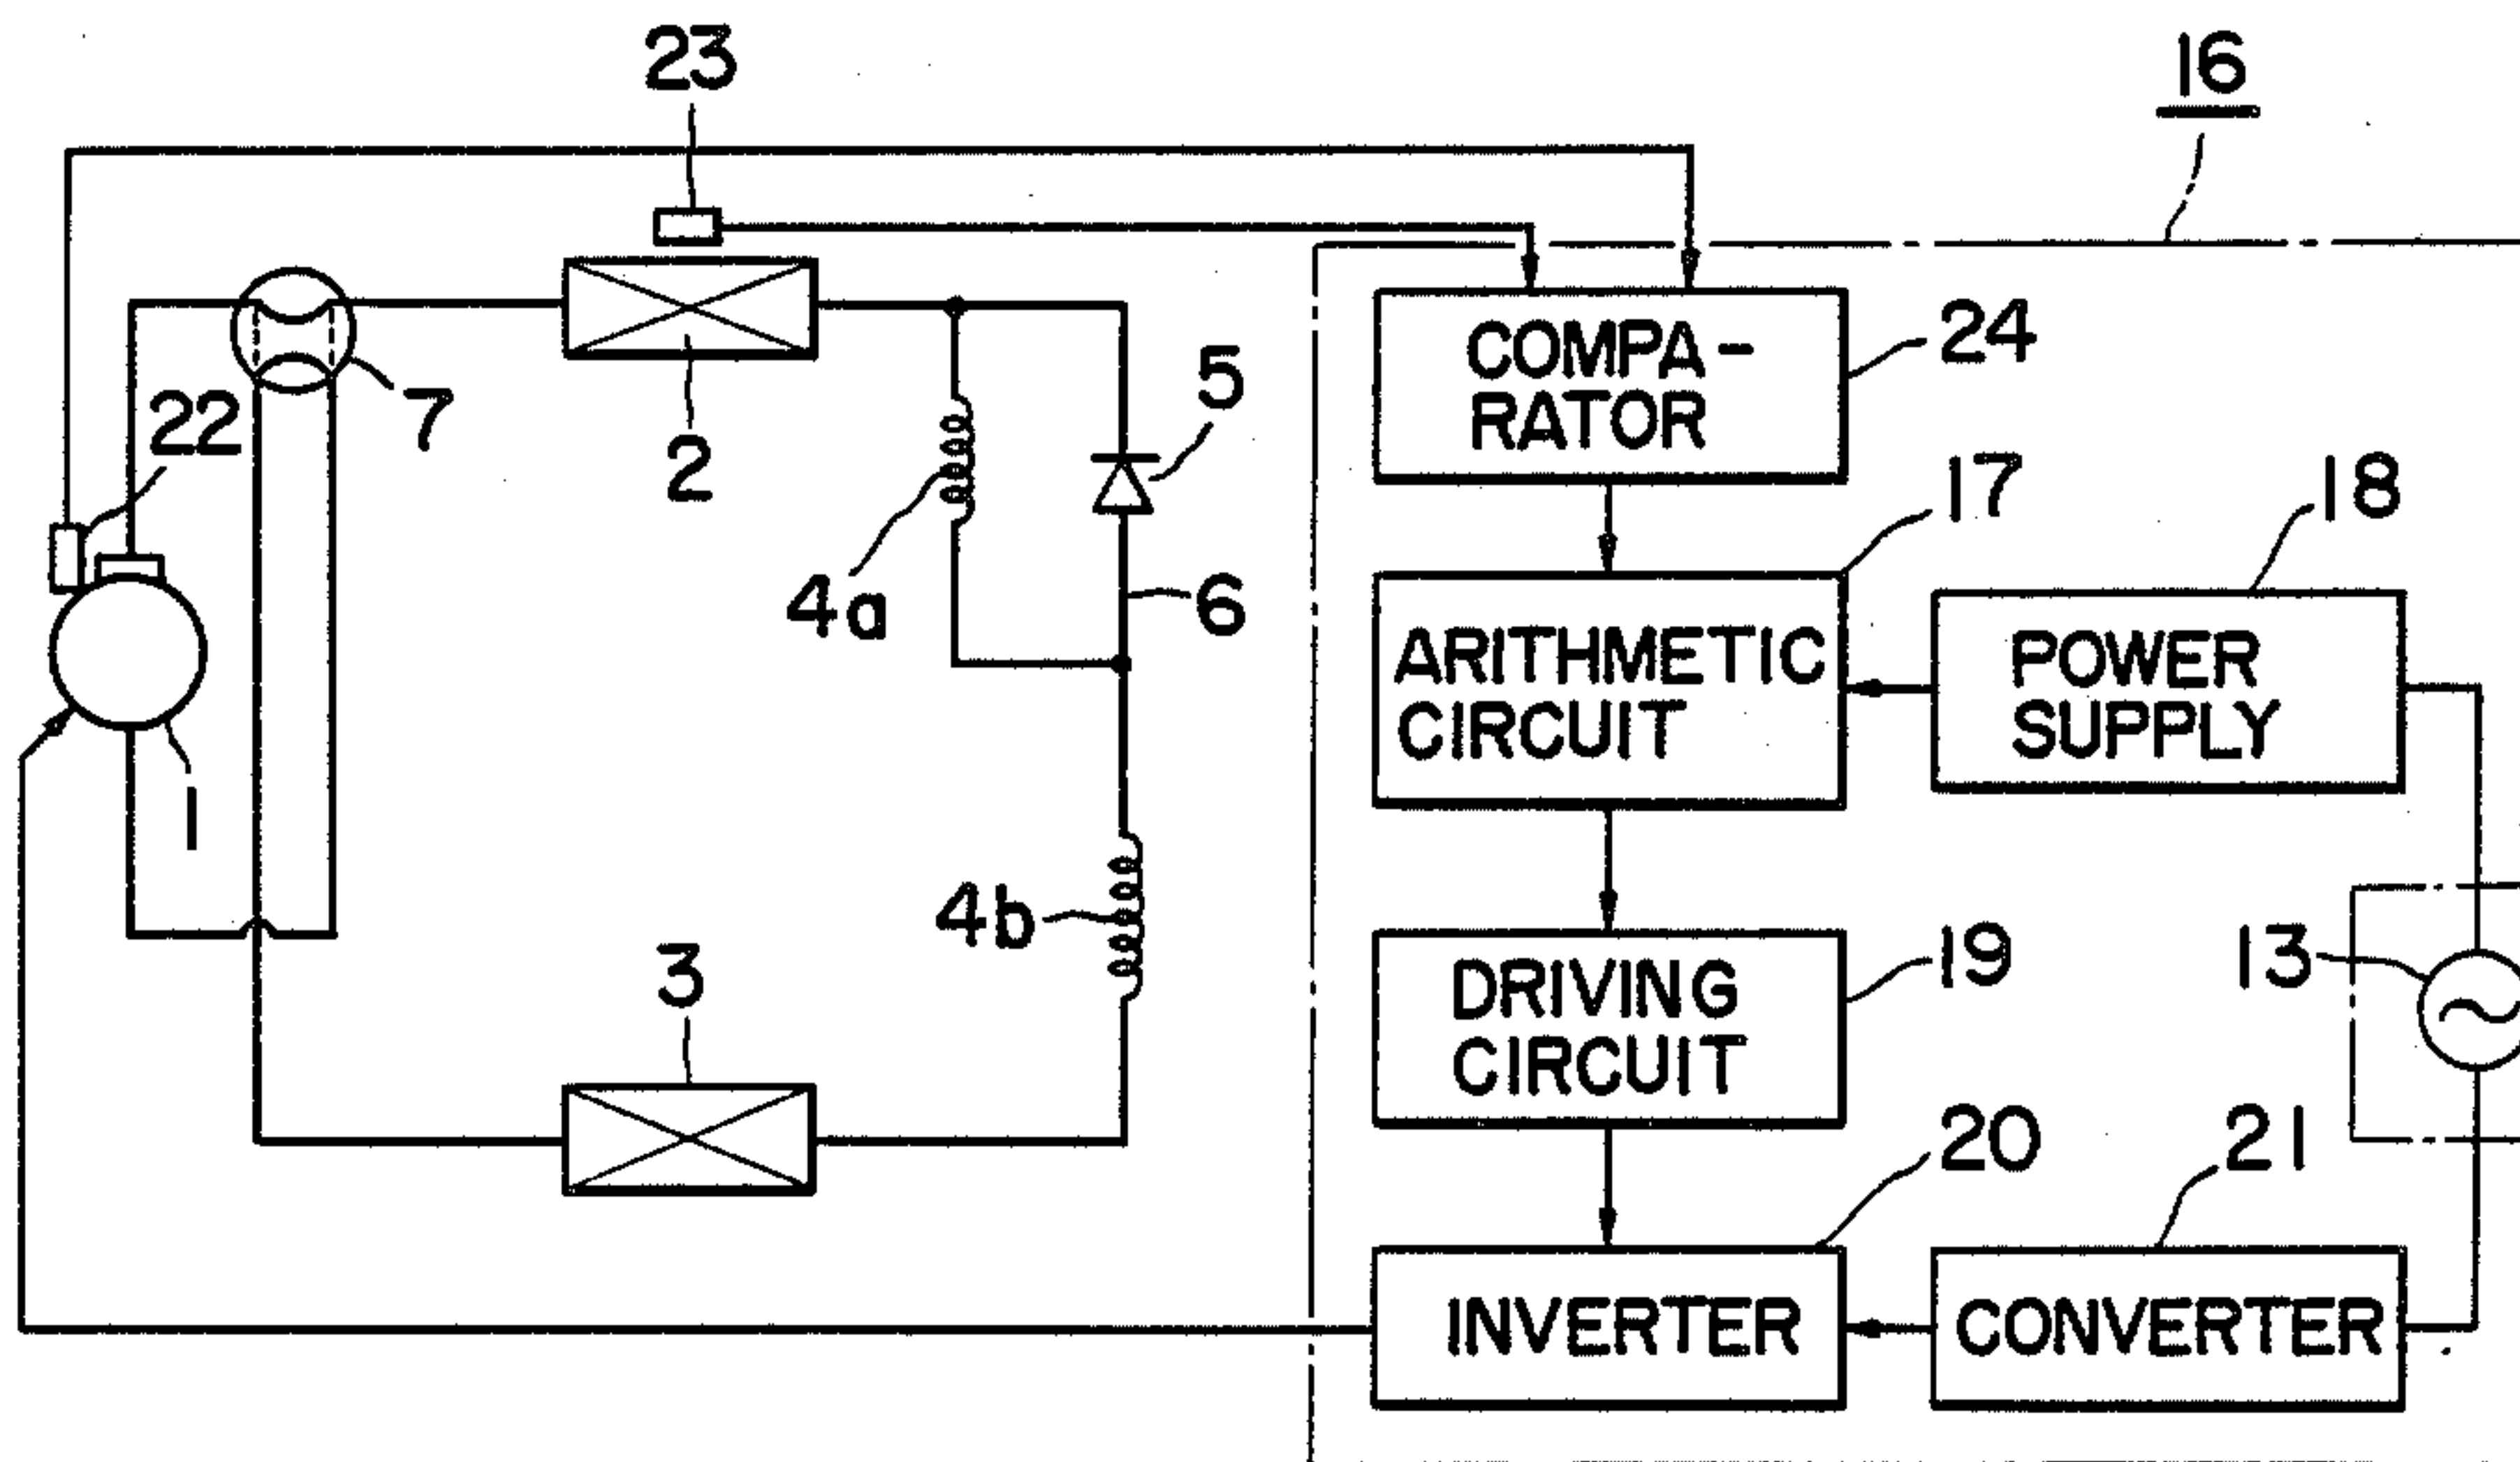 23
16
COMPA-
RATOR
24
5
7
22
2
17
18
4a
6
ARITHMETIC
CIRCUIT
POWER
SUPPLY
1
4b
3
13
DRIVING
CIRCUIT
19
20
21
INVERTER
CONVERTER